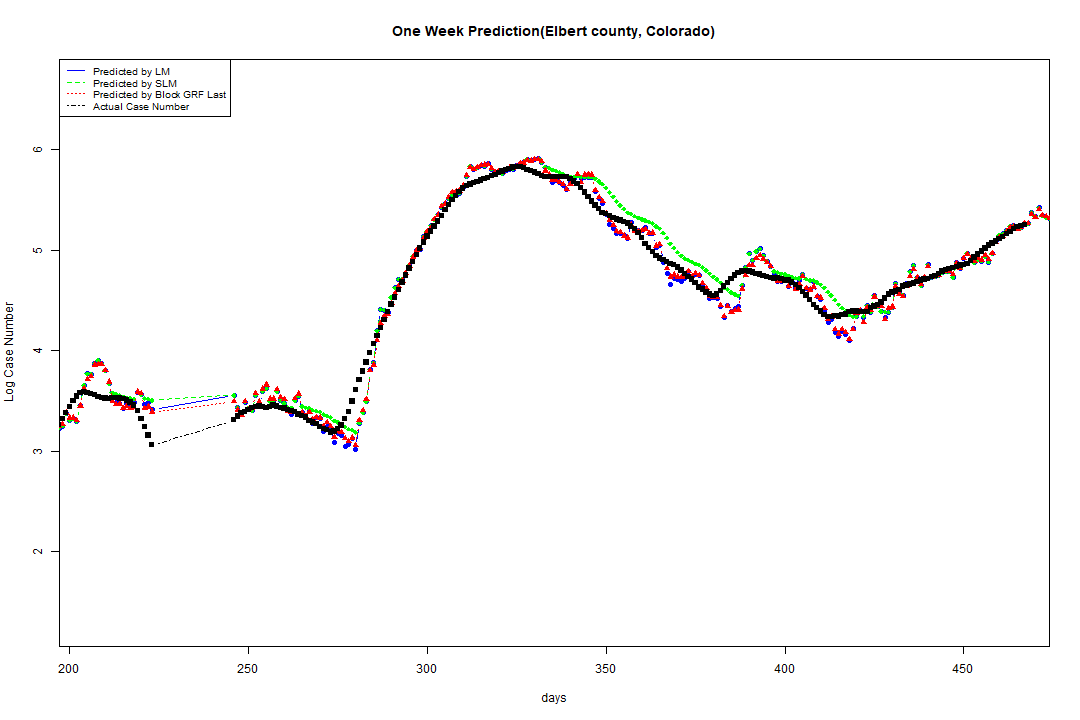 One Week Prediction(Elbert county, Colorado)
Predicted by LM
Predicted by SLM
Predicted by Block GRF Last
Actual Case Number
6
5
4
3
2
Log Case Number
200 250 300 350 400 450
days